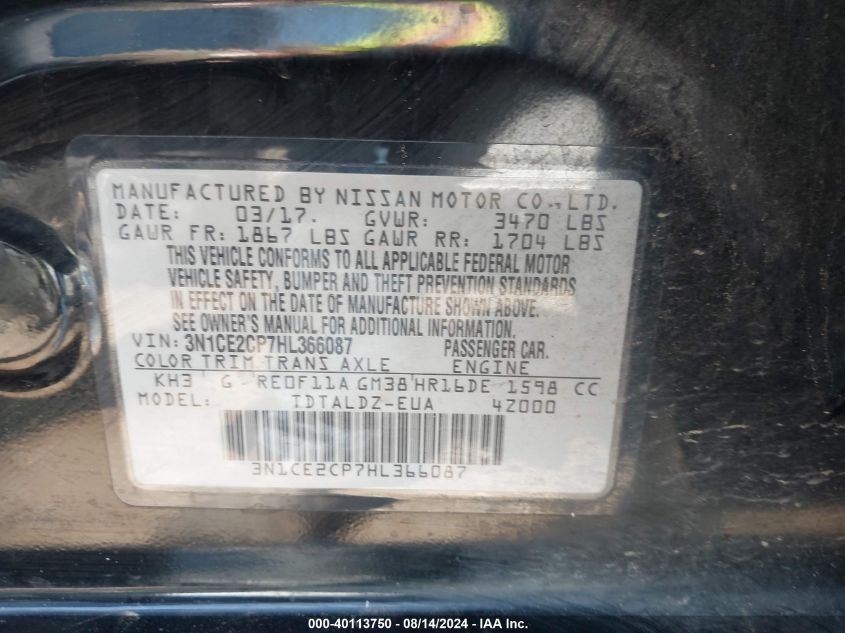 MANUFACTURED BY NISSAN MOTOR CO., LTD.
DATE: 03/17. GVWR: 3470 LBS
GAWR FR: 1867 LBS GAWR RR: 1704 LBS
THIS VEHICLE CONFORMS TO ALL APPLICABLE FEDERAL MOTOR
VEHICLE SAFETY, BUMPER AND THEFT PREVENTION STANDARDS
IN EFFECT ON THE DATE OF MANUFACTURE SHOWN ABOVE.
SEE OWNER'S MANUAL FOR ADDITIONAL INFORMATION.
VIN: 3N1CE2CP7HL366087 PASSENGER CAR.
COLOR TRIM TRANS AXLE ENGINE
KH3 G RE0F11A GM38 HR16DE 1598 CC
MODEL: TDTALDZ-EUA 42000
3N1CE2CP7HL366087
000-40113750 - 08/14/2024 - IAA Inc.